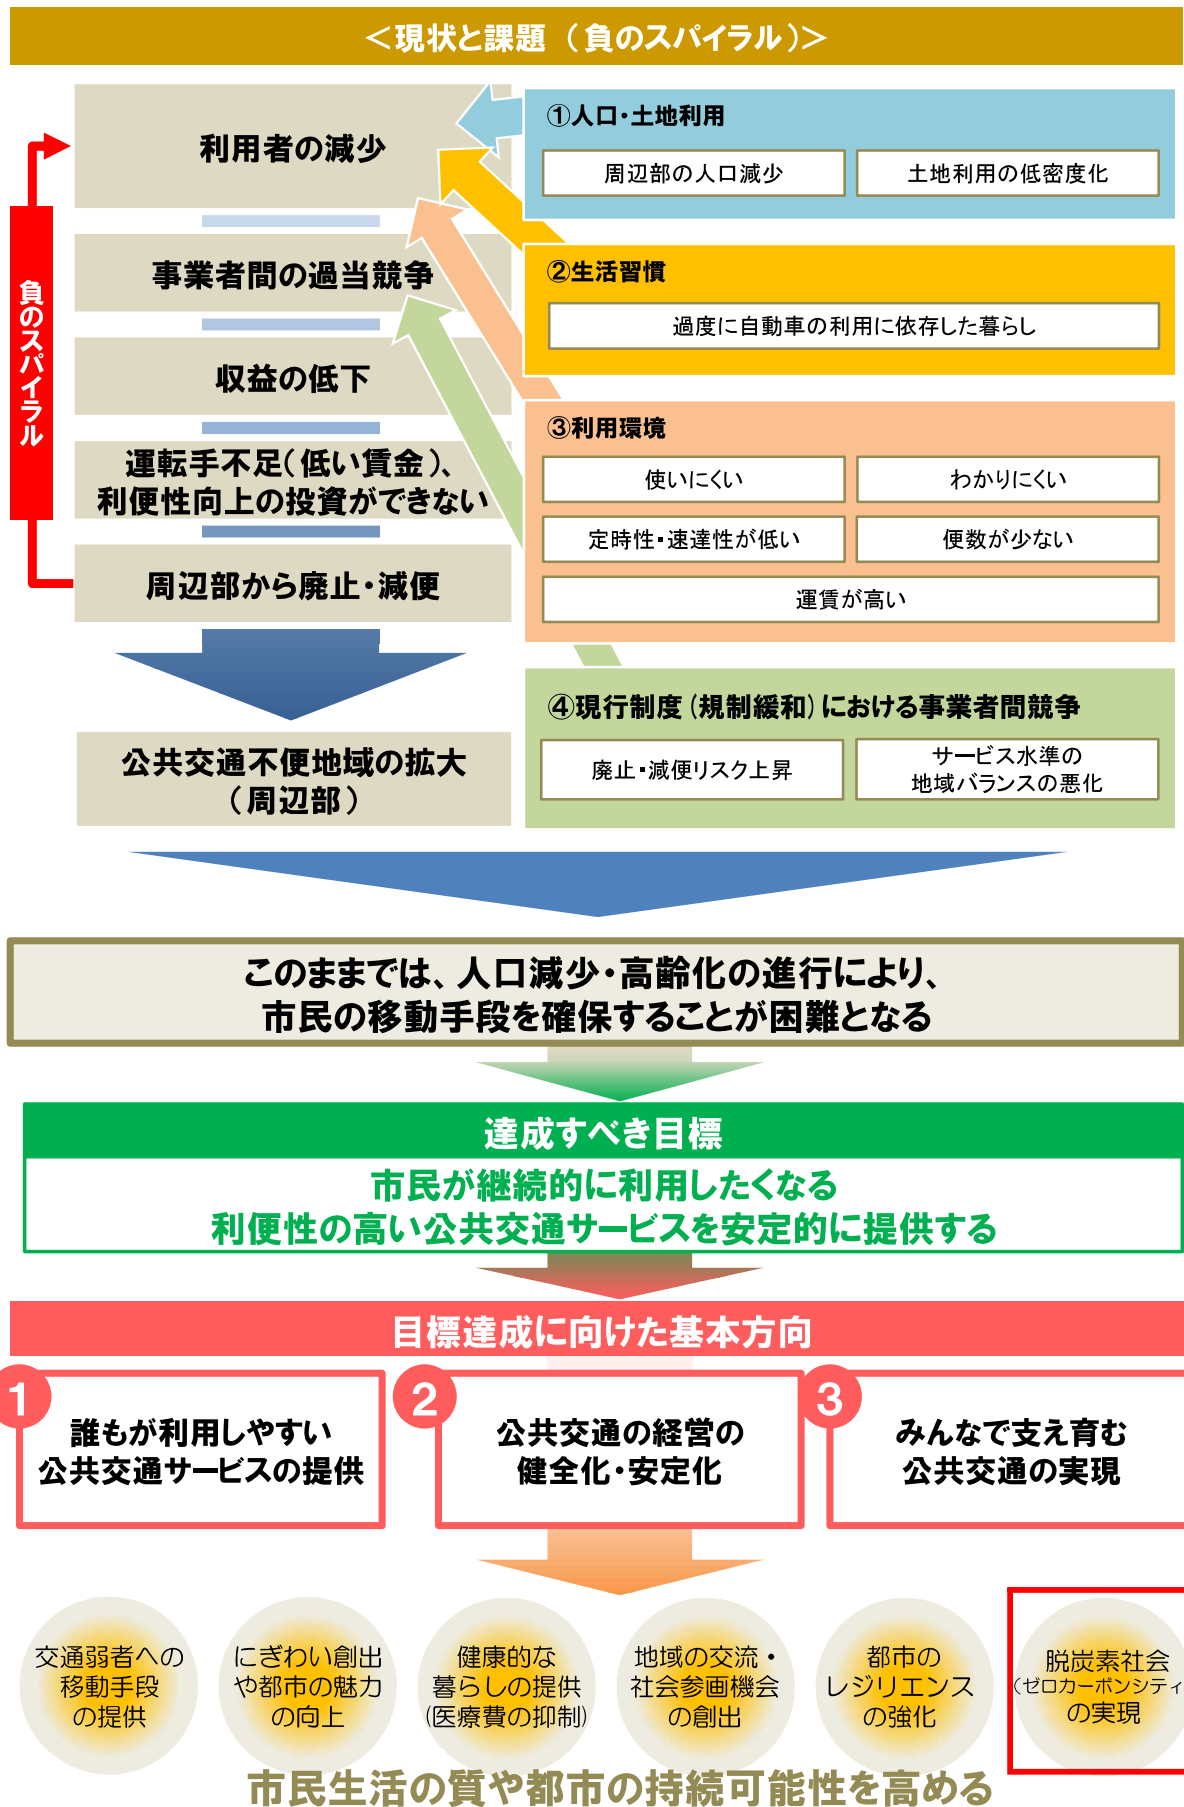 ＜現状と課題（負のスパイラル）＞
利用者の減少
事業者間の過当競争
収益の低下
運転手不足（低い賃金）、
利便性向上の投資ができない
周辺部から廃止・減便
負のスパイラル
公共交通不便地域の拡大
（周辺部）
①人口・土地利用
周辺部の人口減少
土地利用の低密度化
②生活習慣
過度に自動車の利用に依存した暮らし
③利用環境
使いにくい
わかりにくい
定時性・速達性が低い
便数が少ない
運賃が高い
④現行制度（規制緩和）における事業者間競争
廃止・減便リスク上昇
サービス水準の
地域バランスの悪化
このままでは、人口減少・高齢化の進行により、
市民の移動手段を確保することが困難となる
達成すべき目標
市民が継続的に利用したくなる
利便性の高い公共交通サービスを安定的に提供する
目標達成に向けた基本方向
1
誰もが利用しやすい
公共交通サービスの提供
2
公共交通の経営の
健全化・安定化
3
みんなで支え育む
公共交通の実現
交通弱者への
移動手段
の提供
にぎわい創出
や都市の魅力
の向上
健康的な
暮らしの提供
（医療費の抑制）
地域の交流・
社会参画機会
の創出
都市の
レジリエンス
の強化
脱炭素社会
（ゼロカーボンシティ
の実現
市民生活の質や都市の持続可能性を高める